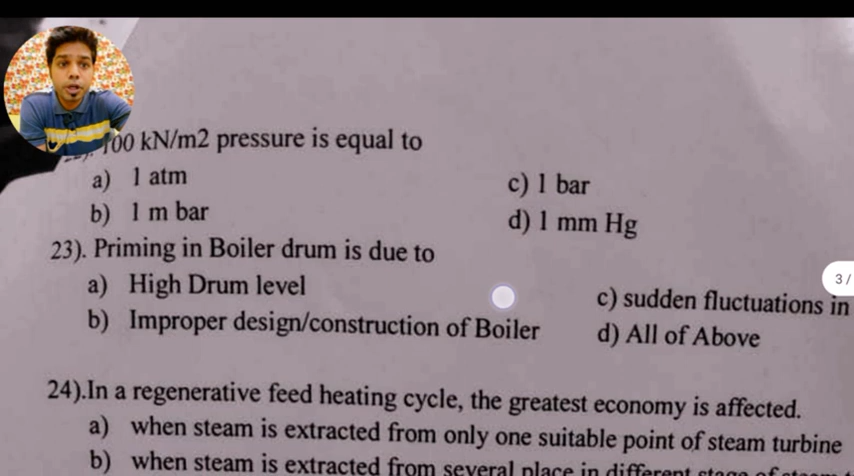 100 kN/m2 pressure is equal to
a) 1 atm
c) 1 bar
b) 1 m bar
d) 1 mm Hg
23). Priming in Boiler drum is due to
a) High Drum level
c) sudden fluctuations in
b) Improper design/construction of Boiler
d) All of Above
3 /
24).In a regenerative feed heating cycle, the greatest economy is affected.
a) when steam is extracted from only one suitable point of steam turbine
b) when steam is extracted from several place in different stage of